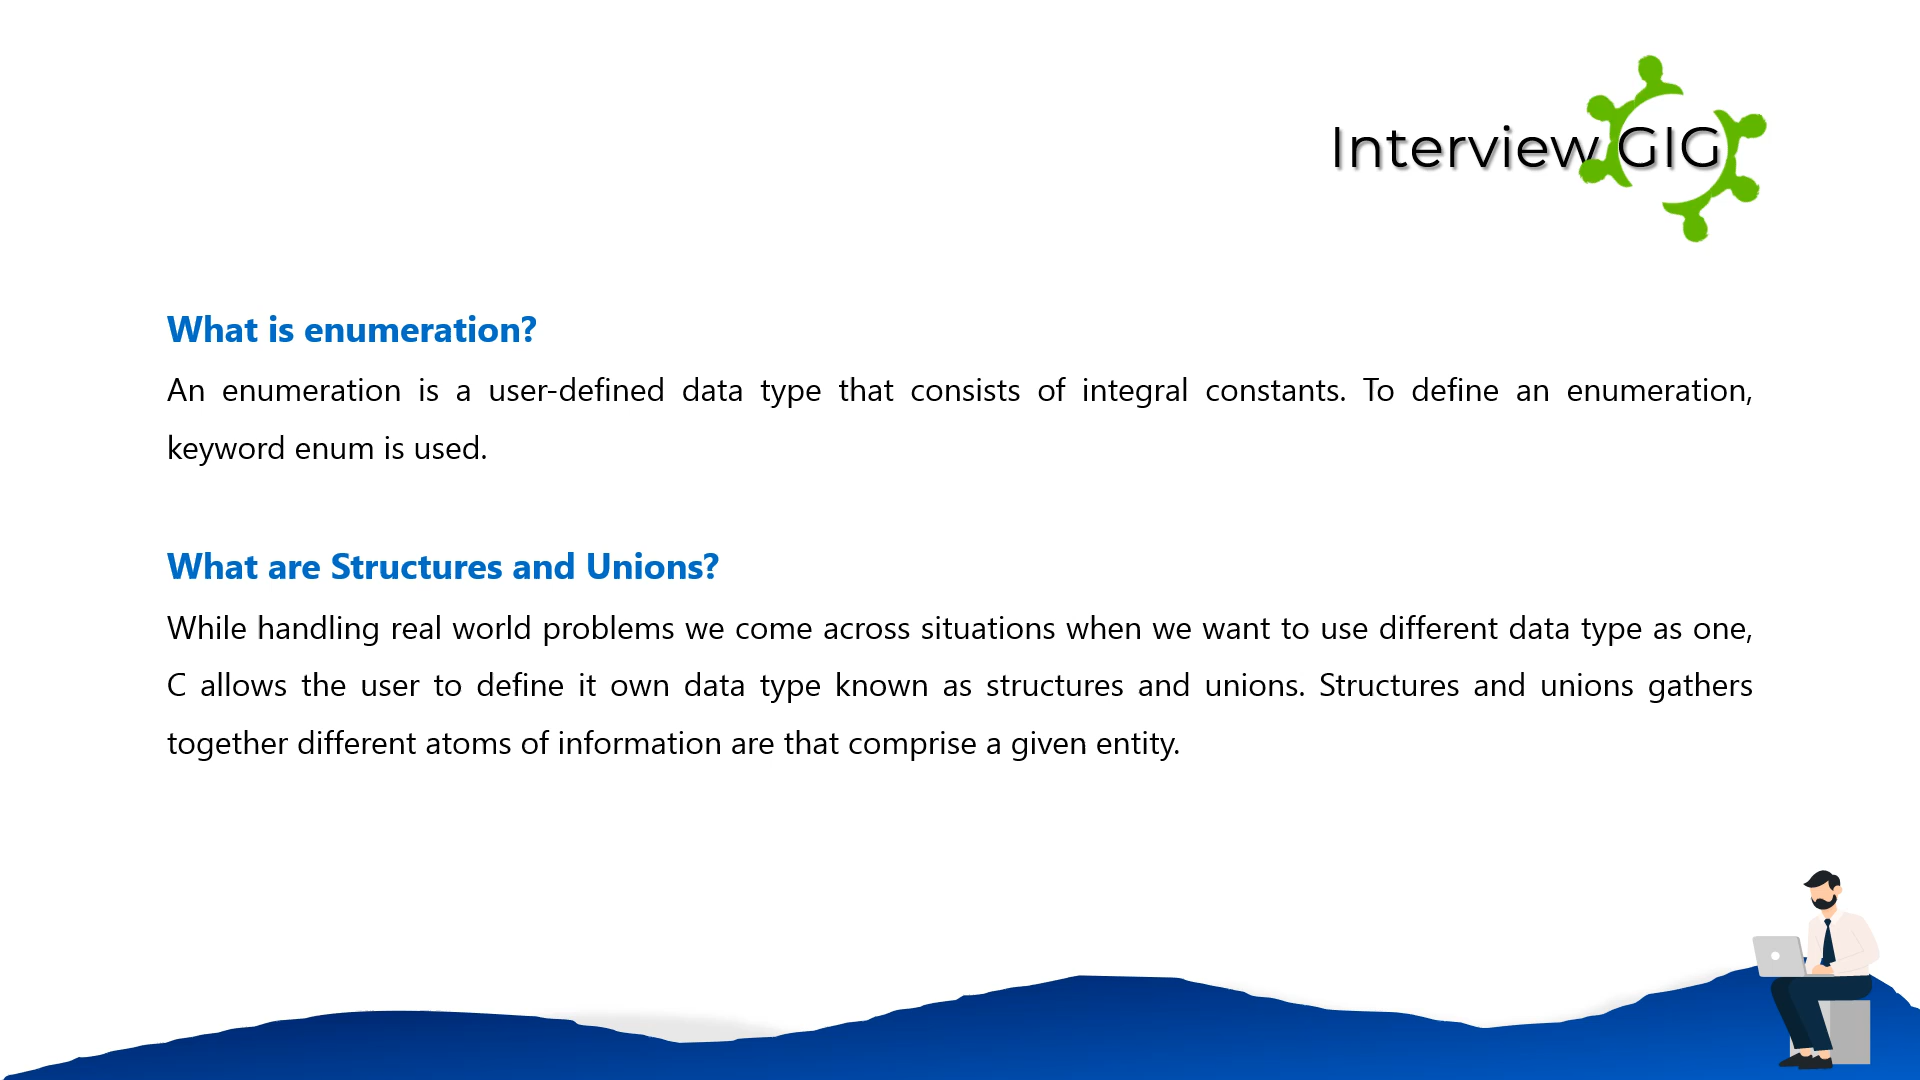 Interview GIG
What is enumeration?
An enumeration is a user-defined data type that consists of integral constants. To define an enumeration,
keyword enum is used.
What are Structures and Unions?
While handling real world problems we come across situations when we want to use different data type as one,
C allows the user to define it own data type known as structures and unions. Structures and unions gathers
together different atoms of information are that comprise a given entity.